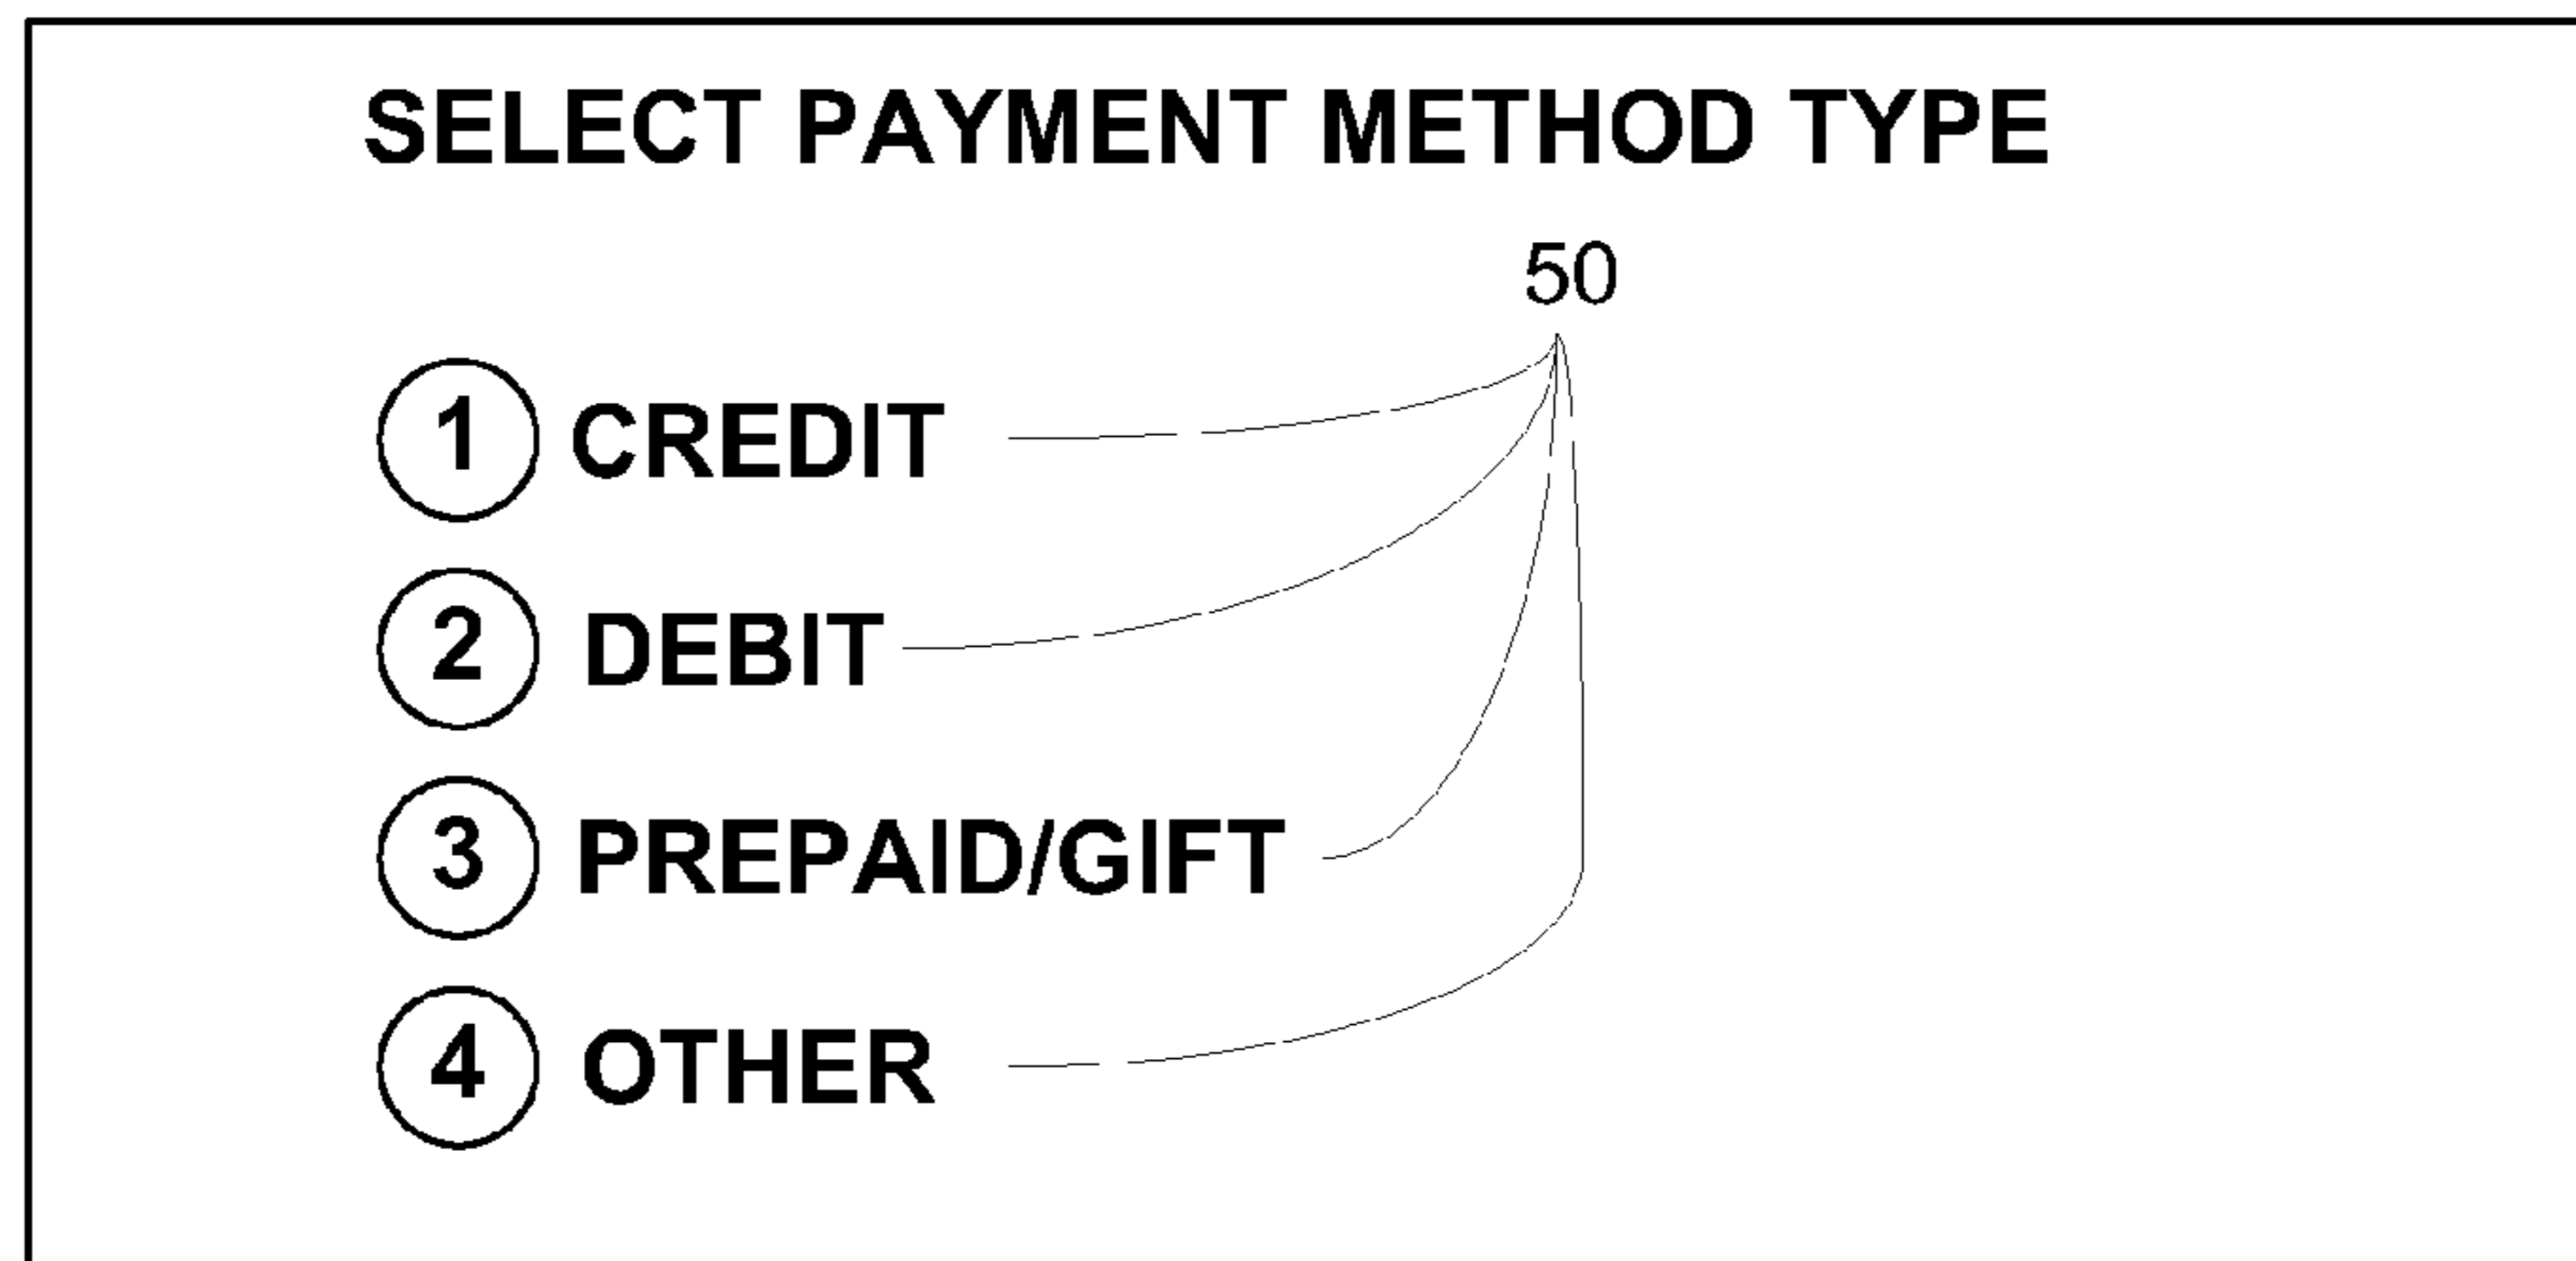 SELECT PAYMENT METHOD TYPE
50
1 CREDIT
2 DEBIT
3 PREPAID/GIFT
4 OTHER